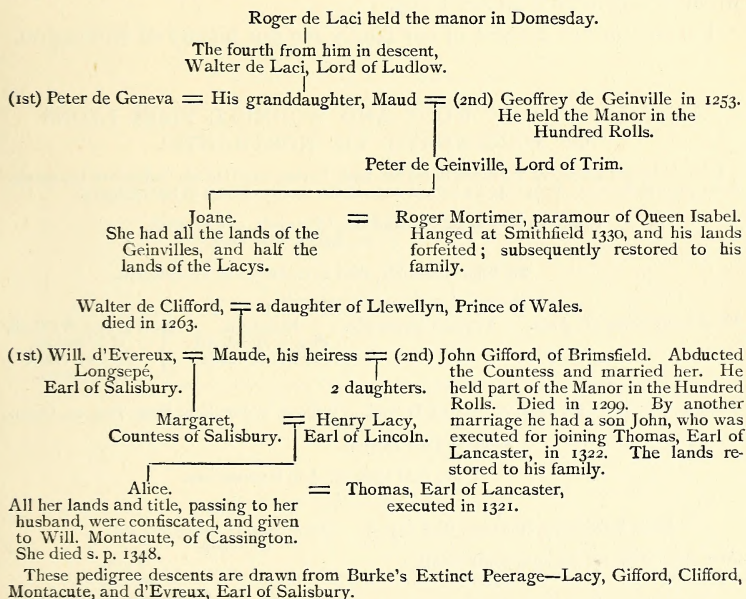 Roger de Laci held the manor in Domesday.
The fourth from him in descent,
Walter de Laci, Lord of Ludlow.
(1st) Peter de Geneva = His granddaughter, Maud = (2nd) Geoffrey de Geinville in 1253.
He held the Manor in the
Hundred Rolls.
Peter de Geinville, Lord of Trim.
Joane.
She had all the lands of the
Geinvilles, and half the
lands of the Lacys.
=
Roger Mortimer, paramour of Queen Isabel.
Hanged at Smithfield 1330, and his lands
forfeited; subsequently restored to his
family.
Walter de Clifford, = a daughter of Llewellyn, Prince of Wales.
died in 1263.
(1st) Will. d'Evereux,
Longsepé,
Earl of Salisbury.
= Maude, his heiress =
2 daughters.
(2nd) John Gifford, of Brimsfield. Abducted
the Countess and married her. He
held part of the Manor in the Hundred
Rolls. Died in 1299. By another
marriage he had a son John, who was
executed for joining Thomas, Earl of
Lancaster, in 1322. The lands re-
stored to his family.
Margaret,
Countess of Salisbury.
=
Henry Lacy,
Earl of Lincoln.
Alice.
All her lands and title, passing to her
husband, were confiscated, and given
to Will. Montacute, of Cassington.
She died s. p. 1348.
=
Thomas, Earl of Lancaster,
executed in 1321.
These pedigree descents are drawn from Burke's Extinct Peerage—Lacy, Gifford, Clifford,
Montacute, and d'Evreux, Earl of Salisbury.